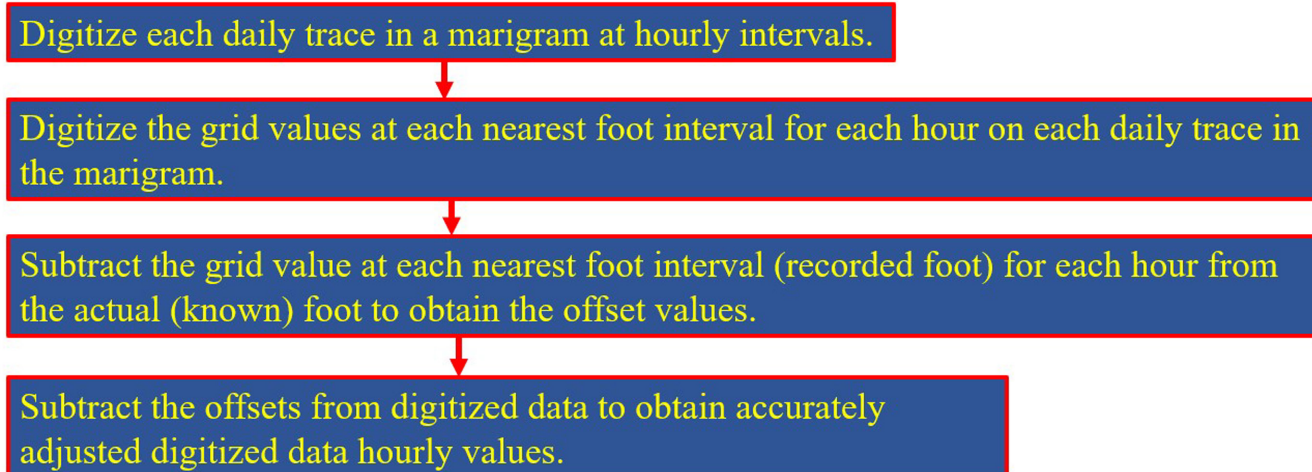 Digitize each daily trace in a marigram at hourly intervals.
Digitize the grid values at each nearest foot interval for each hour on each daily trace in
the marigram.
Subtract the grid value at each nearest foot interval (recorded foot) for each hour from
the actual (known) foot to obtain the offset values.
Subtract the offsets from digitized data to obtain accurately
adjusted digitized data hourly values.